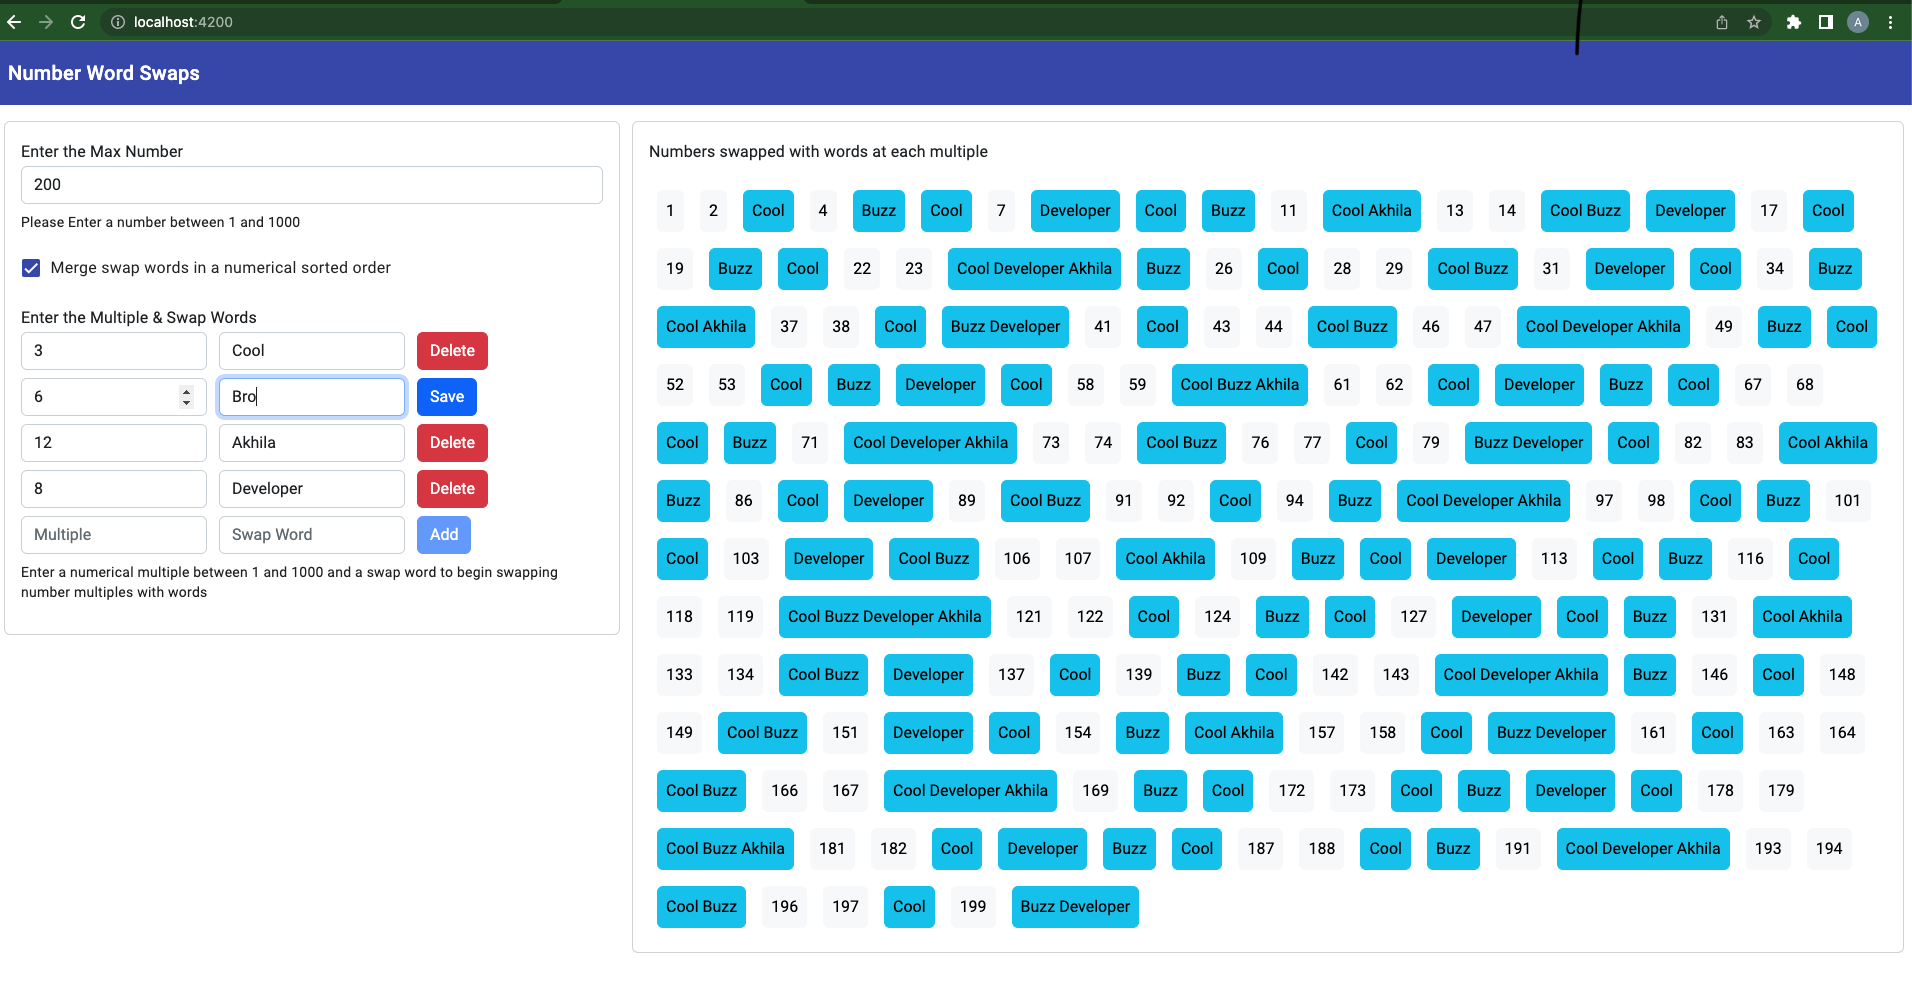 localhost:4200
A
Number Word Swaps
Enter the Max Number
200
Please Enter a number between 1 and 1000
Merge swap words in a numerical sorted order
Enter the Multiple & Swap Words
3 Cool Delete
6 Bro Save
12 Akhila Delete
8 Developer Delete
Multiple Swap Word Add
Enter a numerical multiple between 1 and 1000 and a swap word to begin swapping
number multiples with words
Numbers swapped with words at each multiple
1 2 Cool 4 Buzz Cool 7 Developer Cool Buzz 11 Cool Akhila 13 14 Cool Buzz Developer 17 Cool
19 Buzz Cool 22 23 Cool Developer Akhila Buzz 26 Cool 28 29 Cool Buzz 31 Developer Cool 34 Buzz
Cool Akhila 37 38 Cool Buzz Developer 41 Cool 43 44 Cool Buzz 46 47 Cool Developer Akhila 49 Buzz Cool
52 53 Cool Buzz Developer Cool 58 59 Cool Buzz Akhila 61 62 Cool Developer Buzz Cool 67 68
Cool Buzz 71 Cool Developer Akhila 73 74 Cool Buzz 76 77 Cool 79 Buzz Developer Cool 82 83 Cool Akhila
Buzz 86 Cool Developer 89 Cool Buzz 91 92 Cool 94 Buzz Cool Developer Akhila 97 98 Cool Buzz 101
Cool 103 Developer Cool Buzz 106 107 Cool Akhila 109 Buzz Cool Developer 113 Cool Buzz 116 Cool
118 119 Cool Buzz Developer Akhila 121 122 Cool 124 Buzz Cool 127 Developer Cool Buzz 131 Cool Akhila
133 134 Cool Buzz Developer 137 Cool 139 Buzz Cool 142 143 Cool Developer Akhila Buzz 146 Cool 148
149 Cool Buzz 151 Developer Cool 154 Buzz Cool Akhila 157 158 Cool Buzz Developer 161 Cool 163 164
Cool Buzz 166 167 Cool Developer Akhila 169 Buzz Cool 172 173 Cool Buzz Developer Cool 178 179
Cool Buzz Akhila 181 182 Cool Developer Buzz Cool 187 188 Cool Buzz 191 Cool Developer Akhila 193 194
Cool Buzz 196 197 Cool 199 Buzz Developer